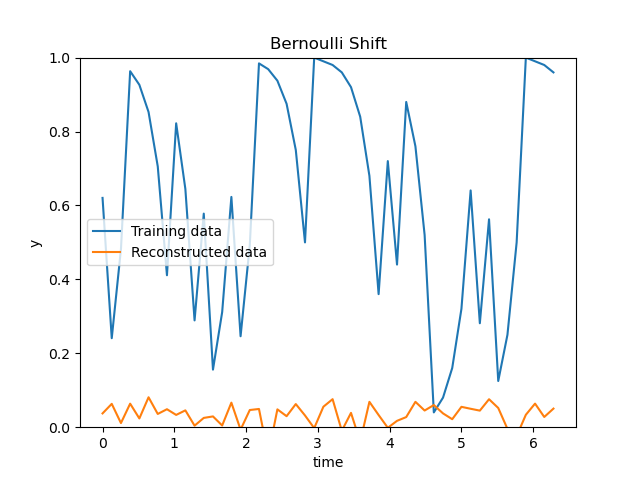 Bernoulli Shift
1.0
0.8
0.6
0.4
0.2
0.0
y
Training data
Reconstructed data
0 1 2 3 4 5 6
time